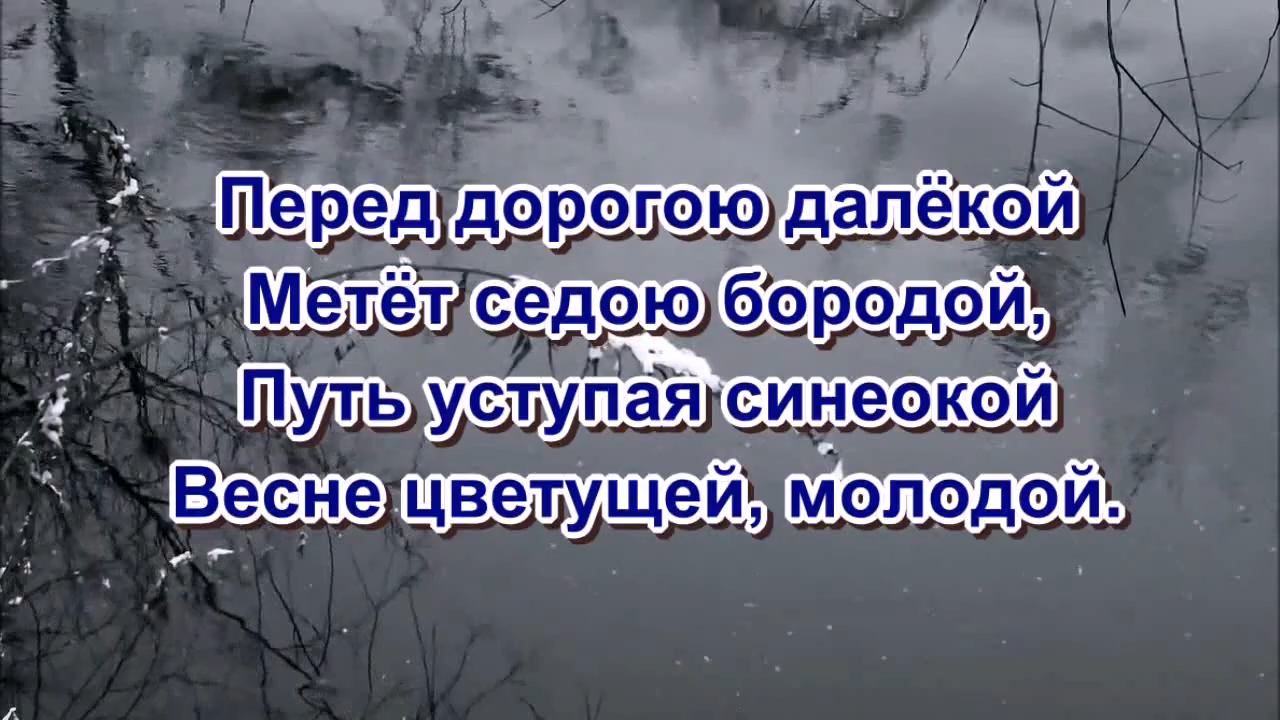 Перед дорогою далёкой
Метёт седою бородой,
Путь уступая синеокой
Весне цветущей, молодой.